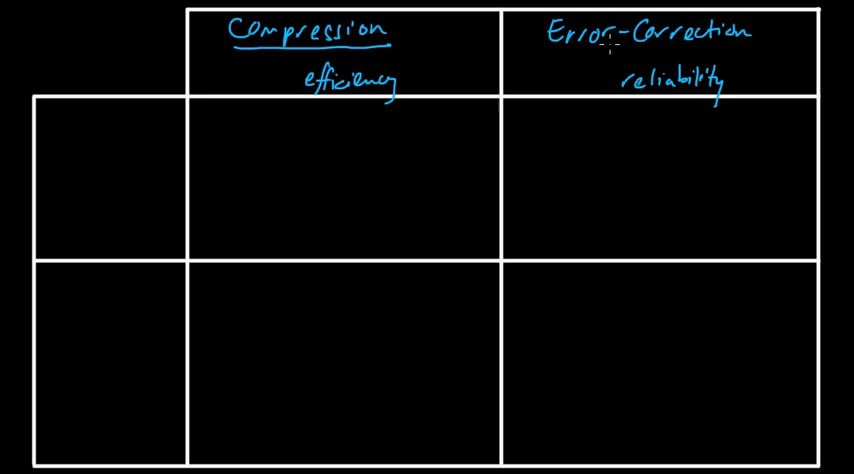 Compression
efficiency
Error-Correction
reliability